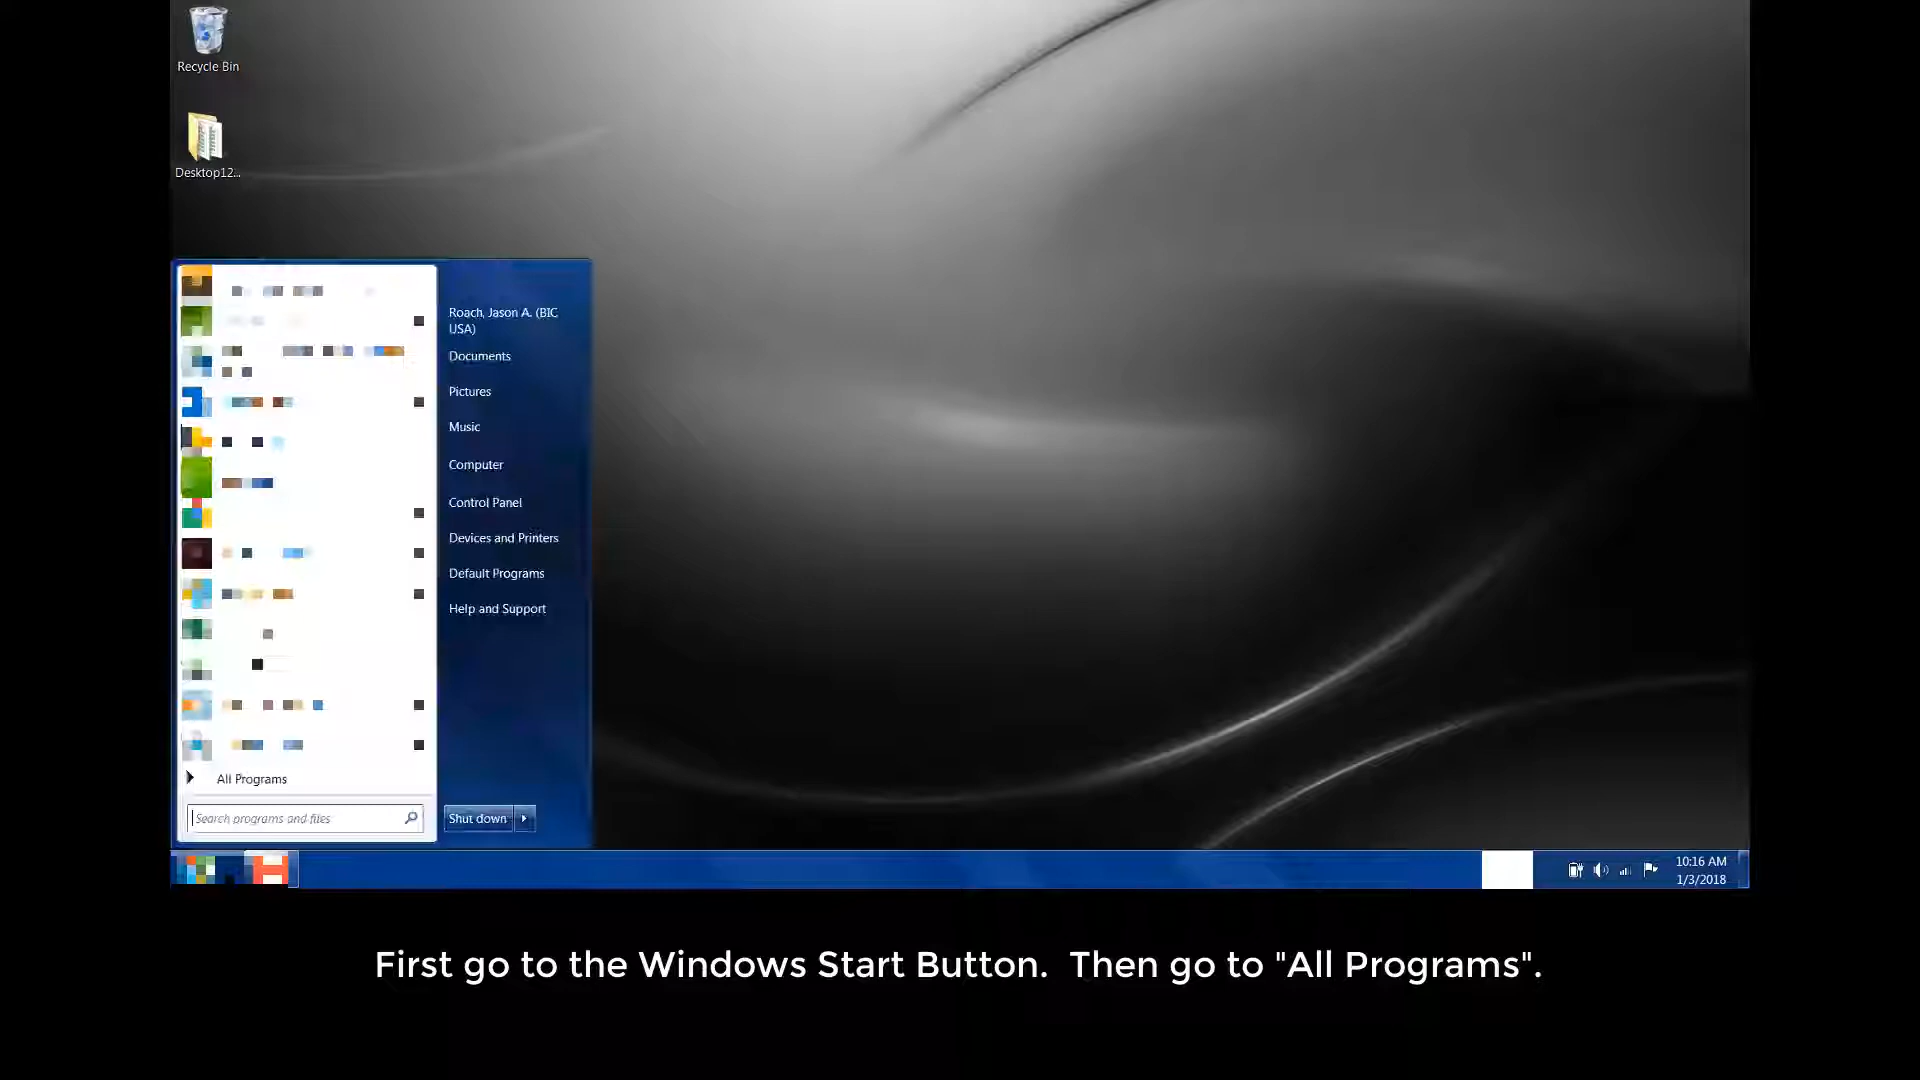 Recycle Bin
Desktop12...
Roach, Jason A. (BIC
USA)
Documents
Pictures
Music
Computer
Control Panel
Devices and Printers
Default Programs
Help and Support
All Programs
Search programs and files
Shut down
10:16 AM
1/3/2018
First go to the Windows Start Button.  Then go to "All Programs".